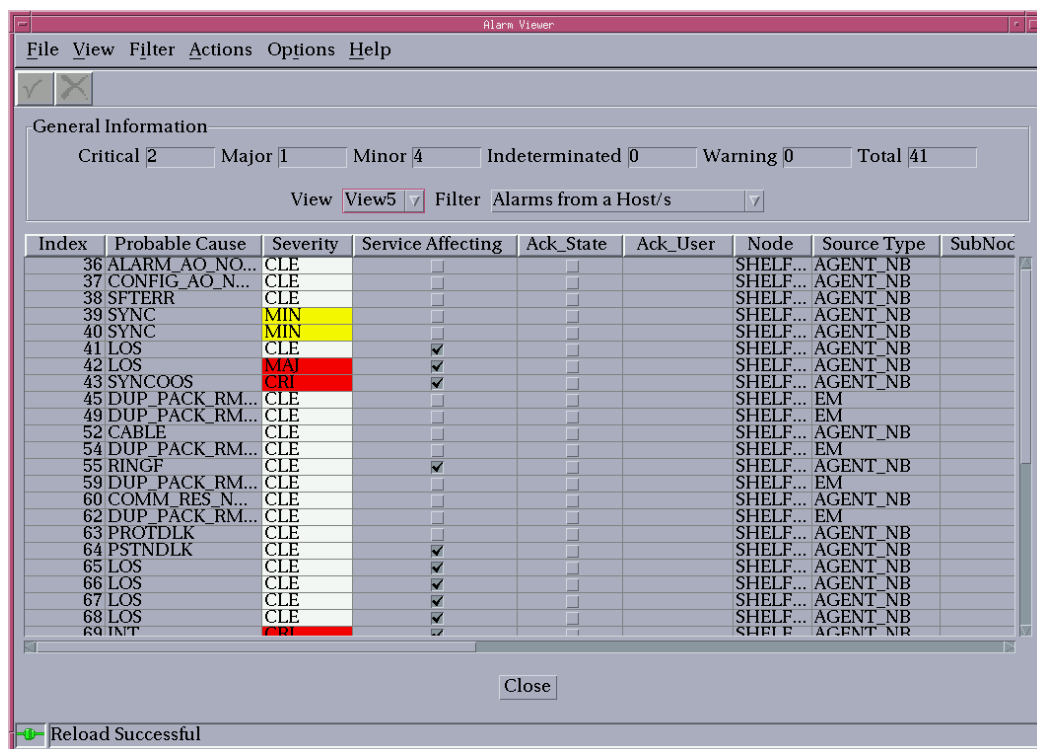 Alarm Viewer
File View Filter Actions Options Help
General Information
Critical 2 Major 1 Minor 4 Indeterminated 0 Warning 0 Total 41
View View5 Filter Alarms from a Host/s
Index Probable Cause Severity Service Affecting Ack_State Ack_User Node Source Type SubNoc
36 ALARM_AO_NO... CLE SHELF... AGENT_NB
37 CONFIG_AO_N... CLE SHELF... AGENT_NB
38 SFTERR CLE SHELF... AGENT_NB
39 SYNC MIN SHELF... AGENT_NB
40 SYNC MIN SHELF... AGENT_NB
41 LOS CLE SHELF... AGENT_NB
42 LOS MAJ SHELF... AGENT_NB
43 SYNCOOS CRI SHELF... AGENT_NB
45 DUP_PACK_RM... CLE SHELF... EM
49 DUP_PACK_RM... CLE SHELF... EM
52 CABLE CLE SHELF... AGENT_NB
54 DUP_PACK_RM... CLE SHELF... EM
55 RINGF CLE SHELF... AGENT_NB
59 DUP_PACK_RM... CLE SHELF... EM
60 COMM_RES_N... CLE SHELF... AGENT_NB
62 DUP_PACK_RM... CLE SHELF... EM
63 PROTDLK CLE SHELF... AGENT_NB
64 PSTNDLK CLE SHELF... AGENT_NB
65 LOS CLE SHELF... AGENT_NB
66 LOS CLE SHELF... AGENT_NB
67 LOS CLE SHELF... AGENT_NB
68 LOS CLE SHELF... AGENT_NB
69 INT CRI SHELF... AGENT_NB
Close
Reload Successful